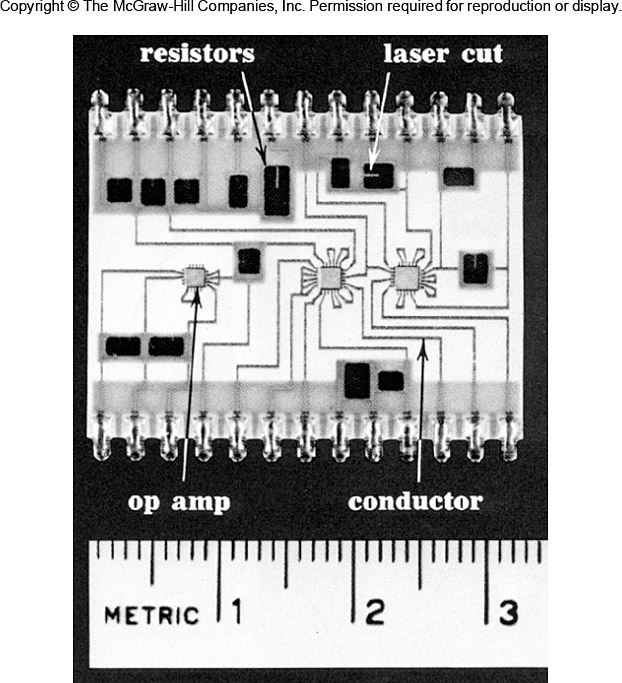 Copyright © The McGraw-Hill Companies, Inc. Permission required for reproduction or display.
resistors laser cut
op amp conductor
METRIC 1 2 3